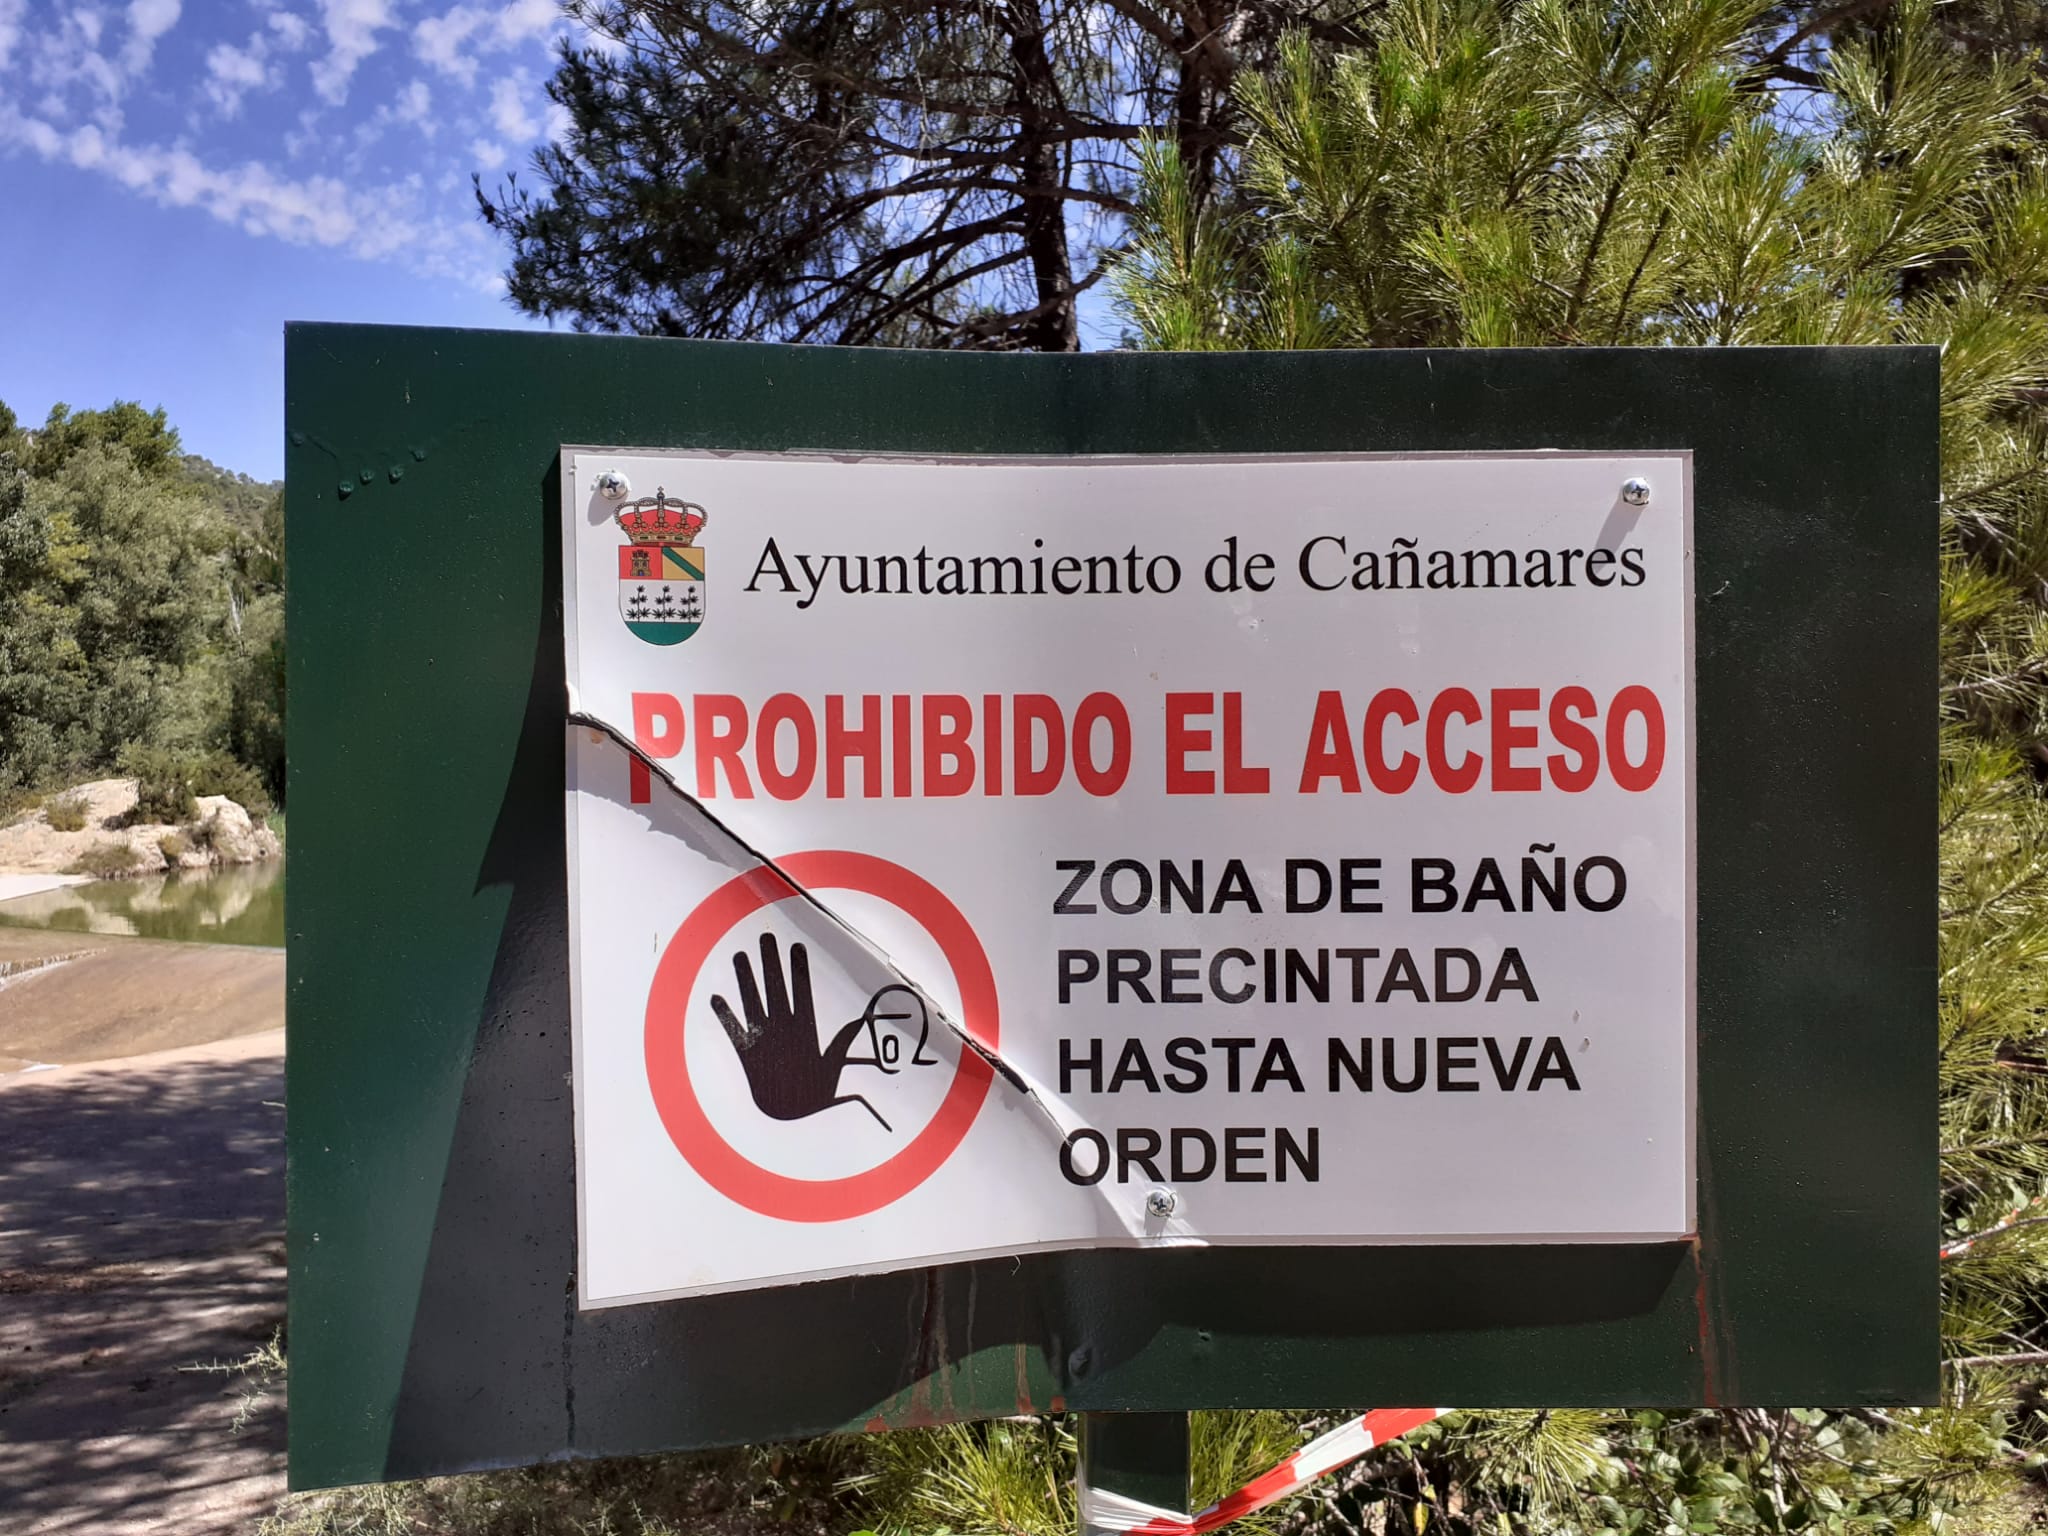 Ayuntamiento de Cañamares
PROHIBIDO EL ACCESO
ZONA DE BAÑO
PRECINTADA
HASTA NUEVA
ORDEN